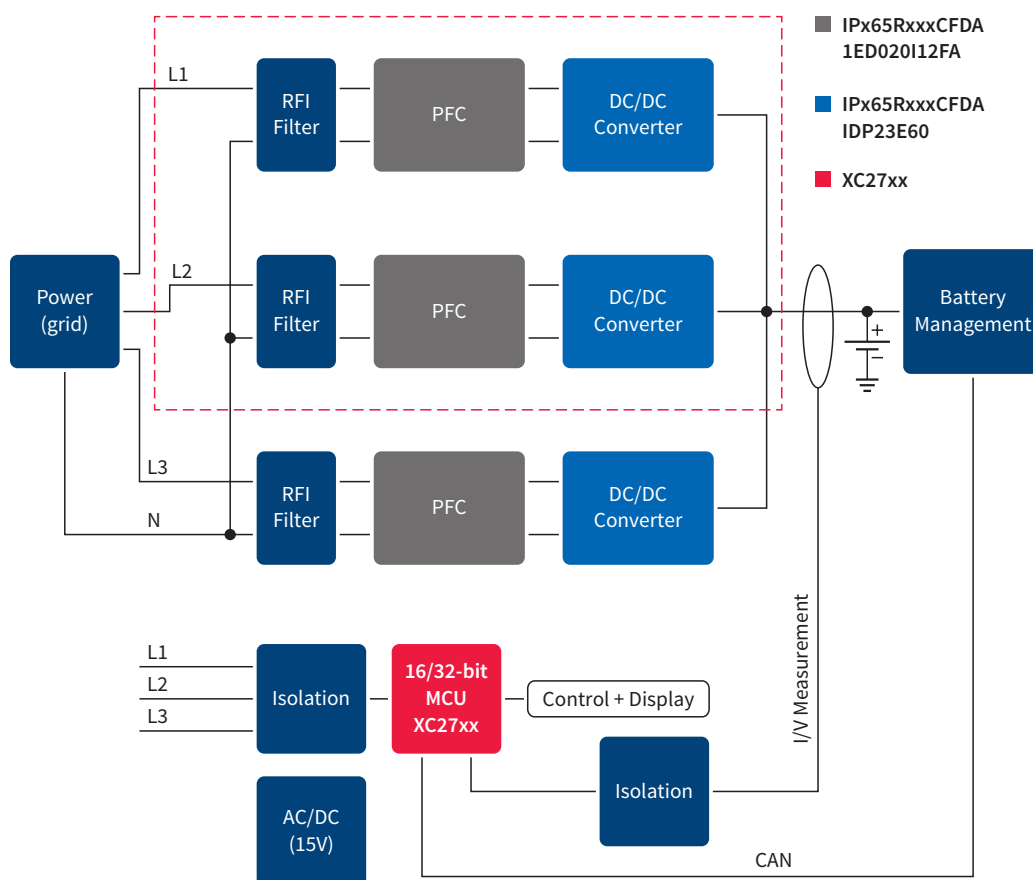 IPx65RxxxCFDA
1ED020I12FA
IPx65RxxxCFDA
IDP23E60
XC27xx
L1
RFI
Filter
PFC
DC/DC
Converter
Power
(grid)
L2
RFI
Filter
PFC
DC/DC
Converter
+
−
Battery
Management
L3
N
RFI
Filter
PFC
DC/DC
Converter
I/V Measurement
L1
L2
L3
Isolation
16/32-bit
MCU
XC27xx
Control + Display
Isolation
AC/DC
(15V)
CAN